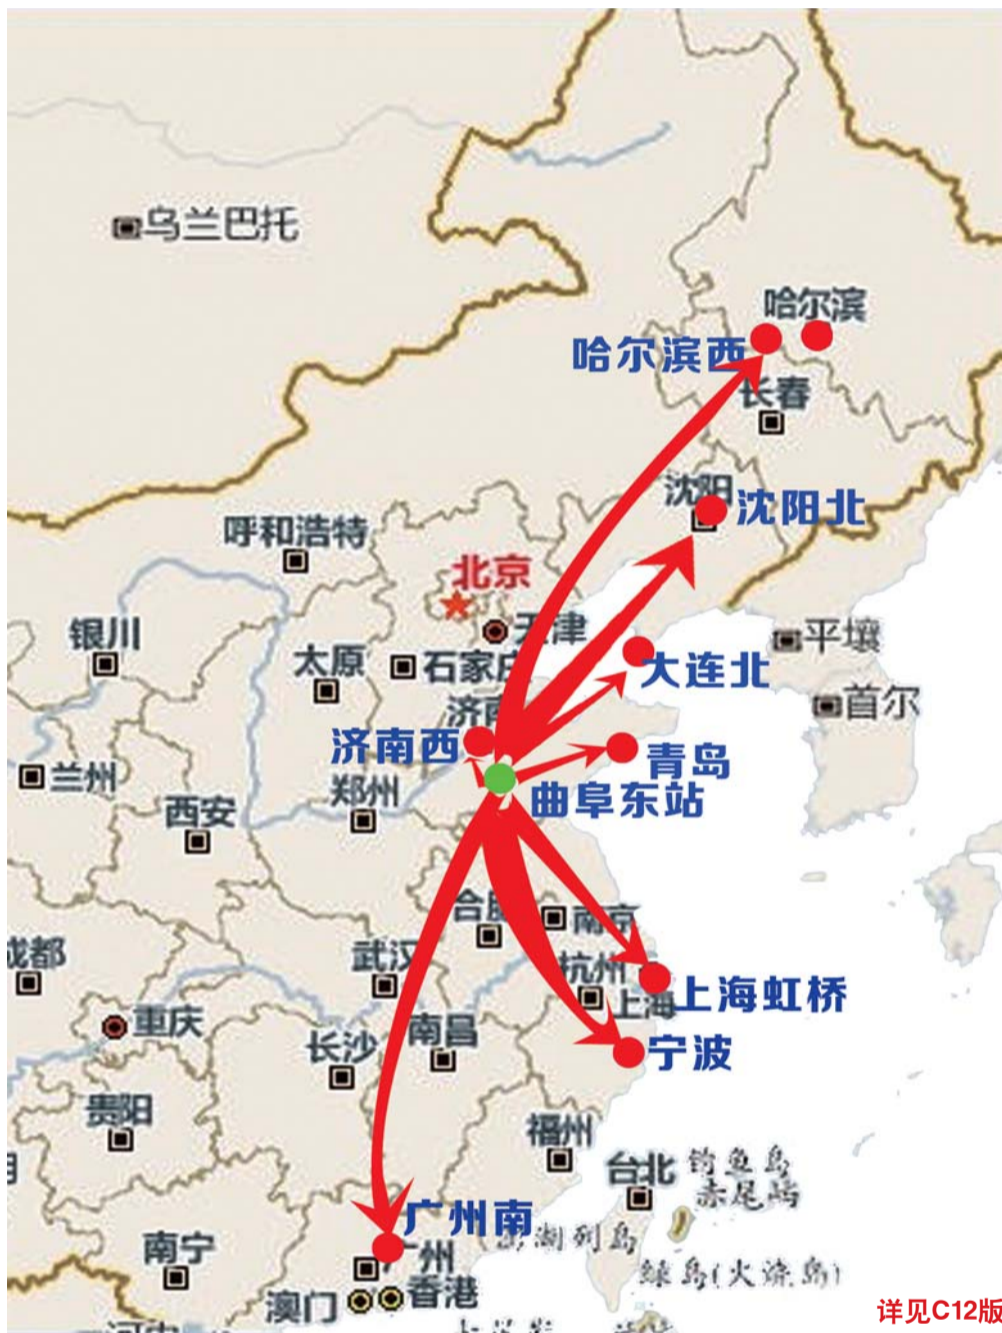 乌兰巴托
哈尔滨
哈尔滨西
长春
沈阳
沈阳北
呼和浩特
北京
天津
银川
太原
石家庄
平壤
大连北
首尔
济南
济南西
青岛
兰州
郑州
曲阜东站
西安
合肥
南京
成都
武汉
杭州
上海
上海虹桥
重庆
南昌
长沙
宁波
贵阳
福州
台北
钓鱼岛
赤尾屿
广州南
澎湖列岛
南宁
广州
绿岛(火烧岛)
澳门
香港
河内
详见C12版